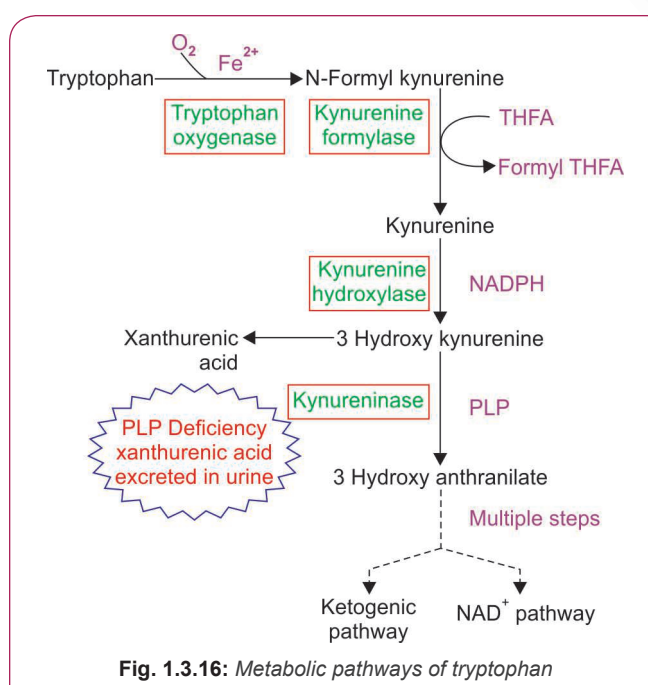 O2
Fe2+
Tryptophan
N-Formyl kynurenine
Tryptophan
oxygenase
Kynurenine
formylase
THFA
Formyl THFA
Kynurenine
Kynurenine
hydroxylase
NADPH
Xanthurenic
acid
3 Hydroxy kynurenine
Kynureninase
PLP
PLP Deficiency
xanthurenic acid
excreted in urine
3 Hydroxy anthranilate
Multiple steps
Ketogenic
pathway
NAD+ pathway
Fig. 1.3.16: Metabolic pathways of tryptophan